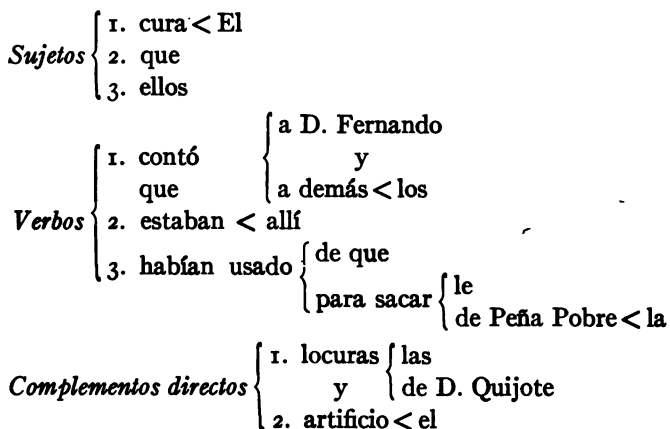 1. cura < El
Sujetos 2. que
3. ellos
a D. Fernando
1. contó y
que a demás < los
Verbos 2. estaban < allí
3. habían usado de que
para sacar le
de Peña Pobre < la
1. locuras las
Complementos directos y de D. Quijote
2. artificio < el